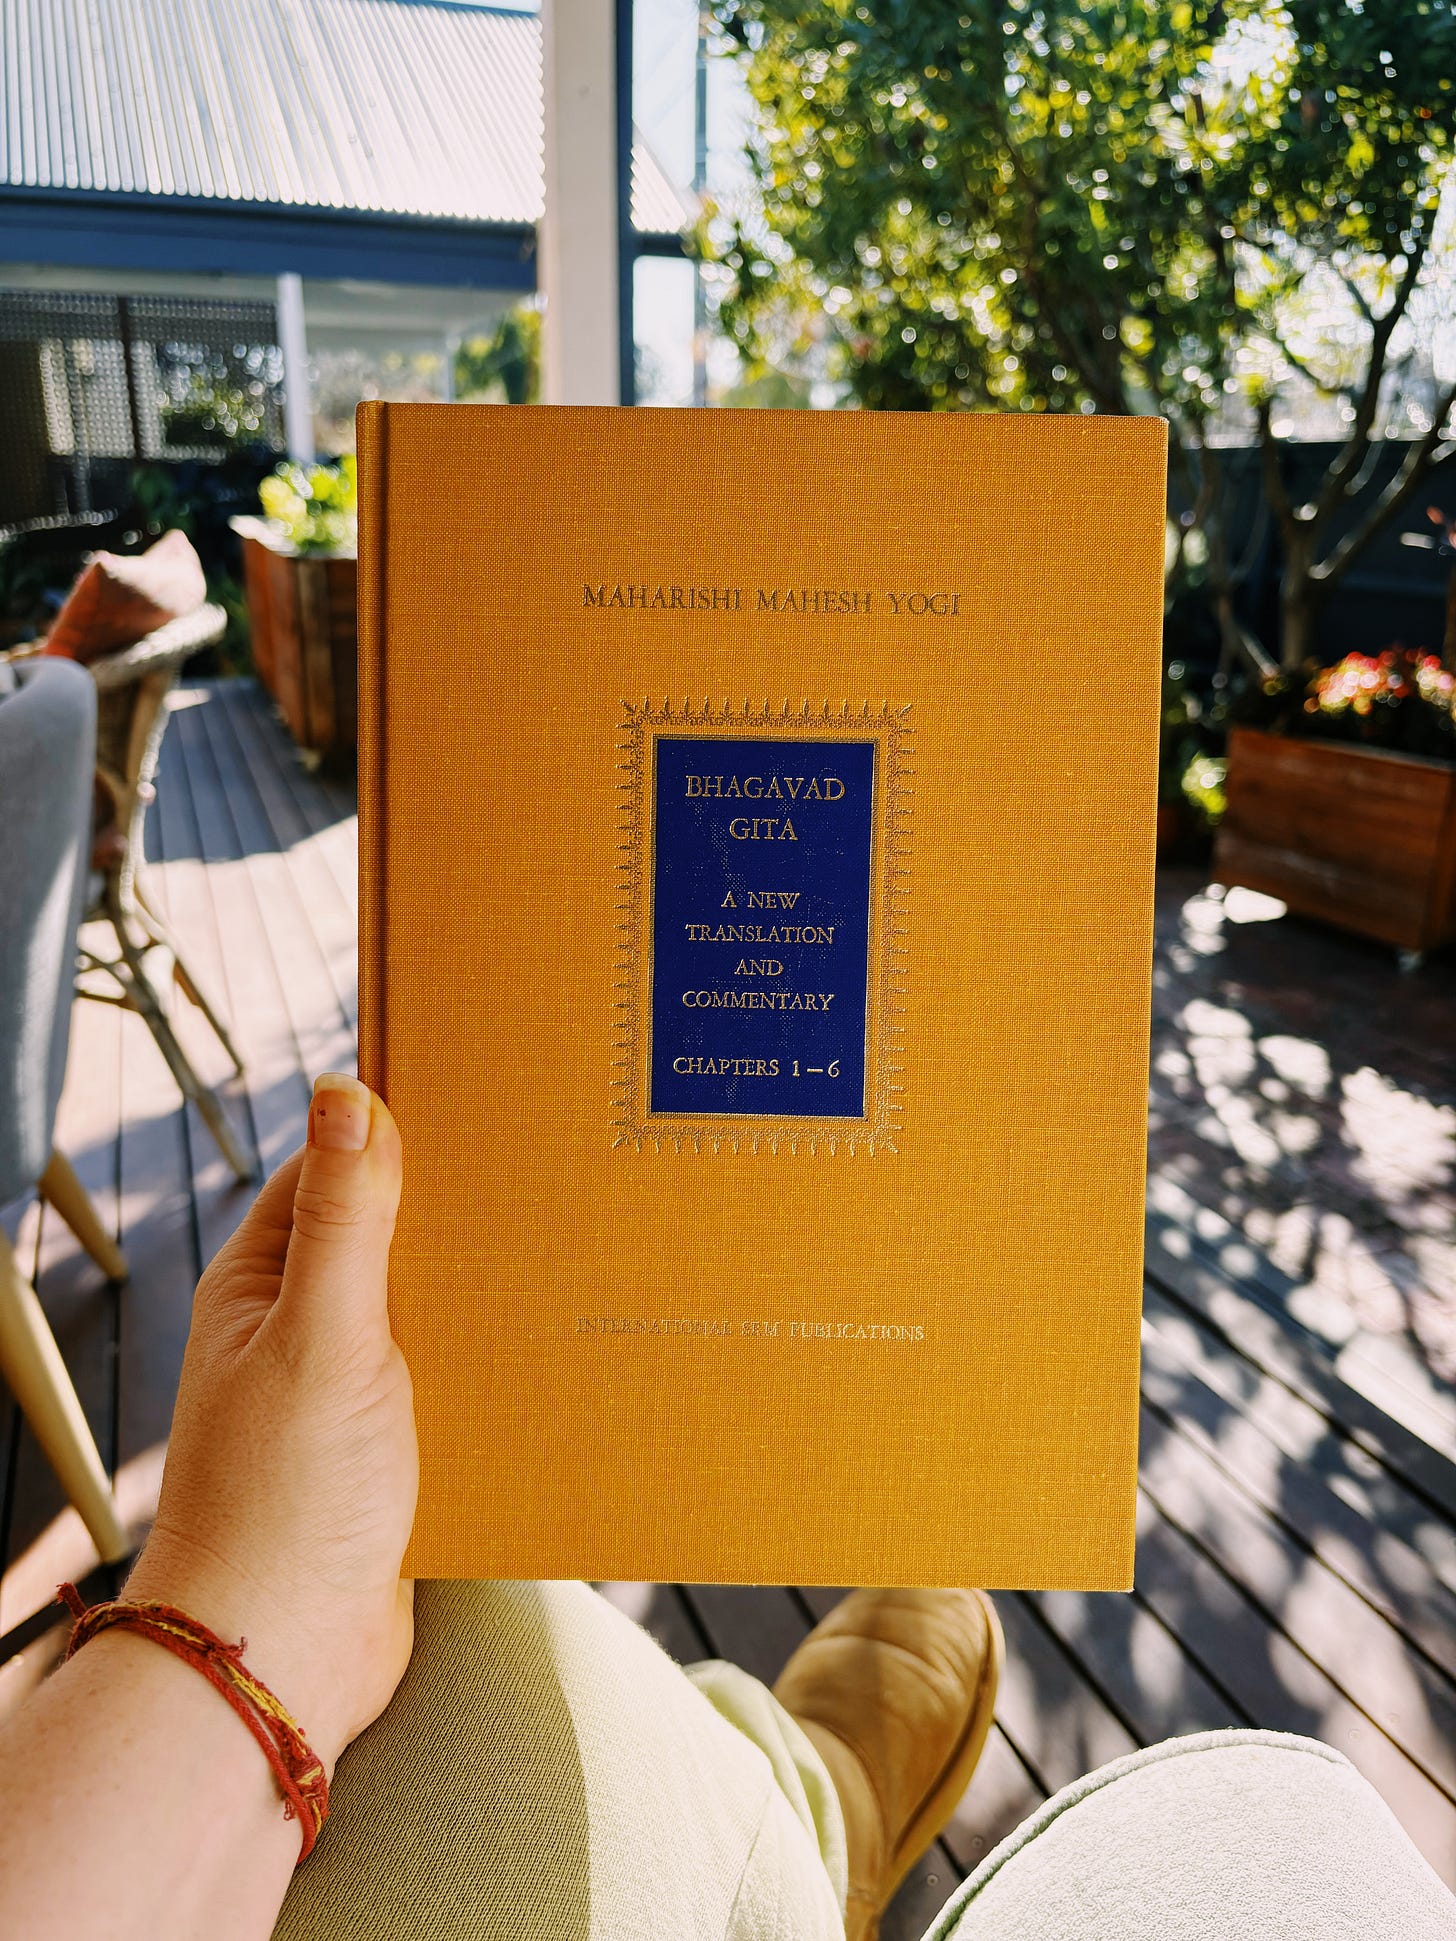 MAHARISHI MAHESH YOGI
BHAGAVAD
GITA
A NEW
TRANSLATION
AND
COMMENTARY
CHAPTERS 1–6
INTERNATIONAL SRM PUBLICATIONS